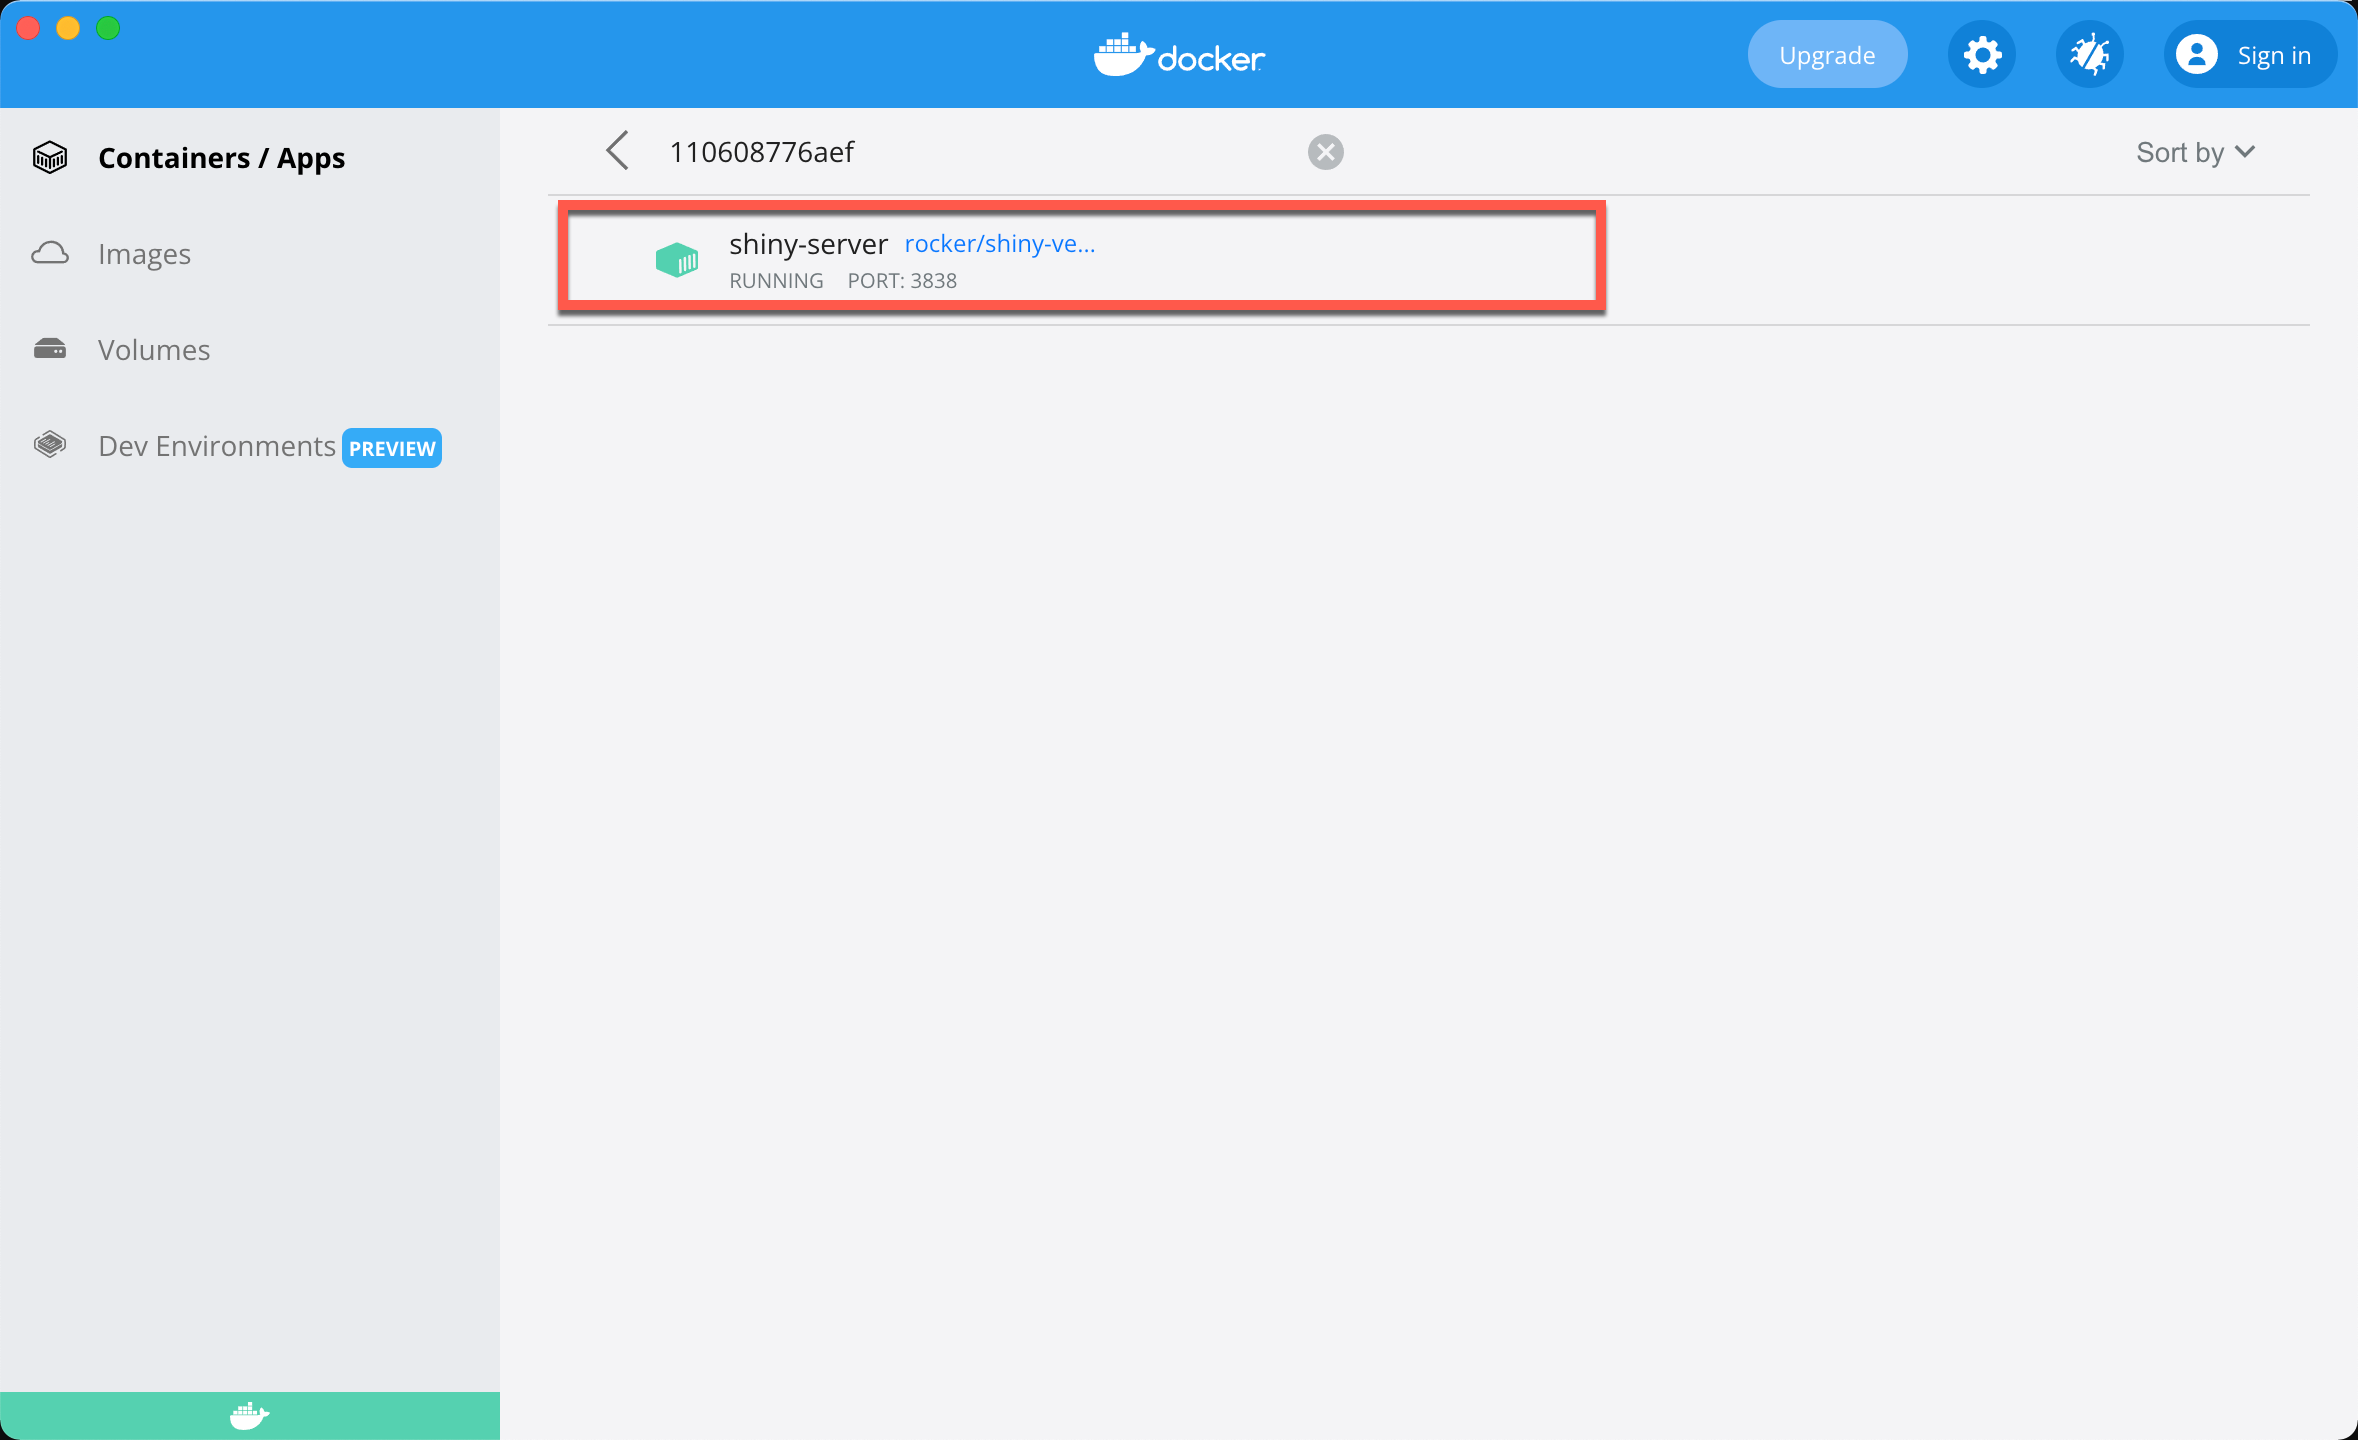 docker
Upgrade
Sign in
Containers / Apps
Images
Volumes
Dev Environments PREVIEW
110608776aef
Sort by
shiny-server rocker/shiny-ve...
RUNNING PORT: 3838